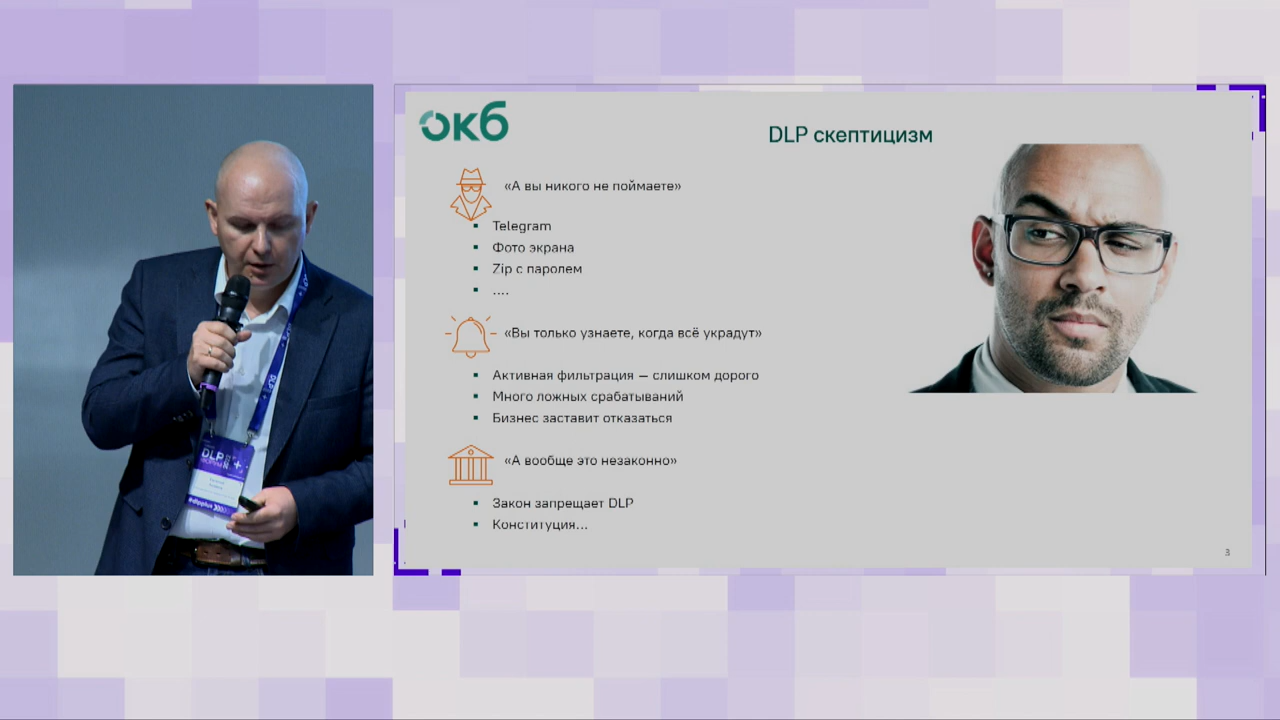 окб
DLP скептицизм
«А вы никого не поймаете»
▪ Telegram
▪ Фото экрана
▪ Zip с паролем
▪ ....
«Вы только узнаете, когда всё украдут»
▪ Активная фильтрация – слишком дорого
▪ Много ложных срабатываний
▪ Бизнес заставит отказаться
«А вообще это незаконно»
▪ Закон запрещает DLP
▪ Конституция...
3
DLP